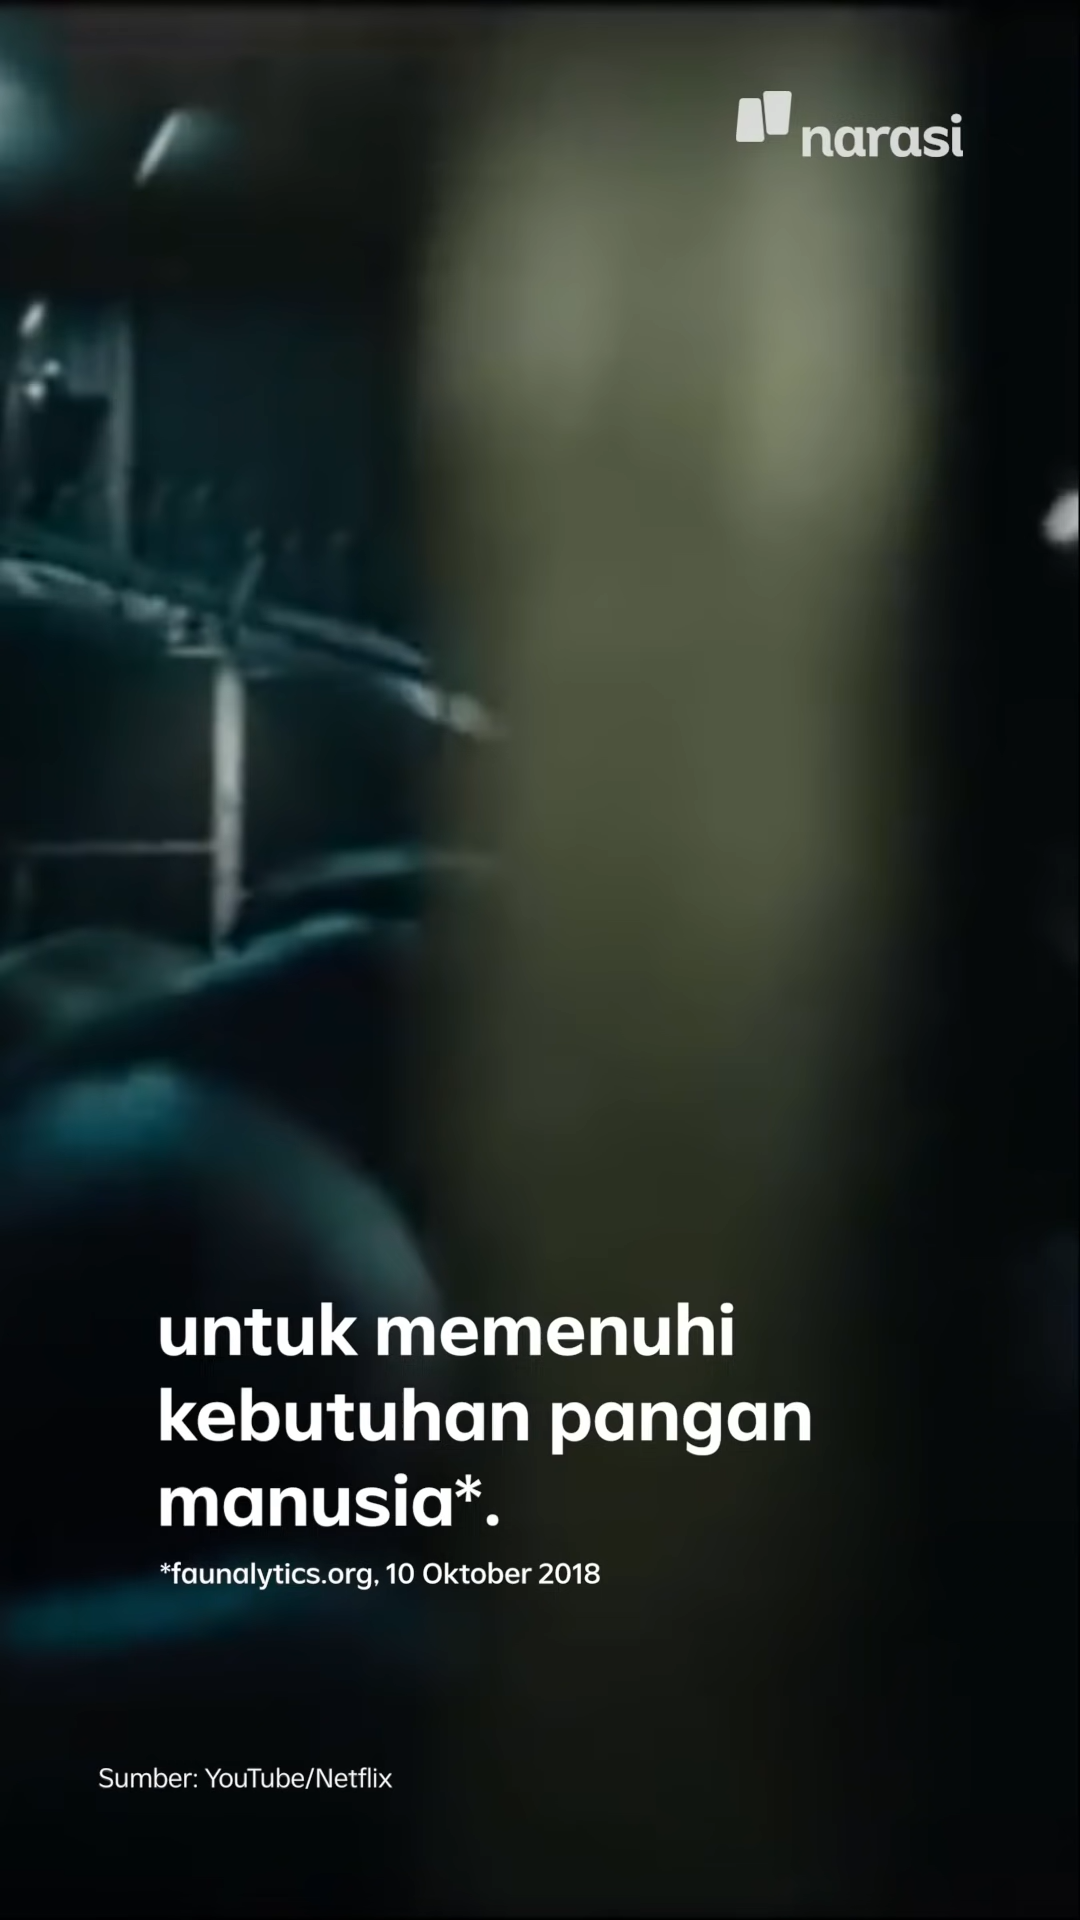 narasi
untuk memenuhi
kebutuhan pangan
manusia*.
*faunalytics.org, 10 Oktober 2018
Sumber: YouTube/Netflix